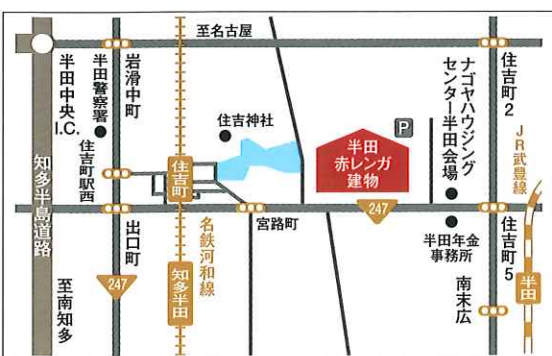 至名古屋
半田中央
I.C.
半田警察署
岩滑中町
住吉町駅西
住吉神社
住吉町
半田
赤レンガ
建物
P
ナゴヤハウジング
センター半田会場
住吉町2
JR武豊線
知多半島道路
出口町
名鉄河和線
宮路町
247
半田年金
事務所
住吉町5
半田
至南知多
247
知多半田
南末広